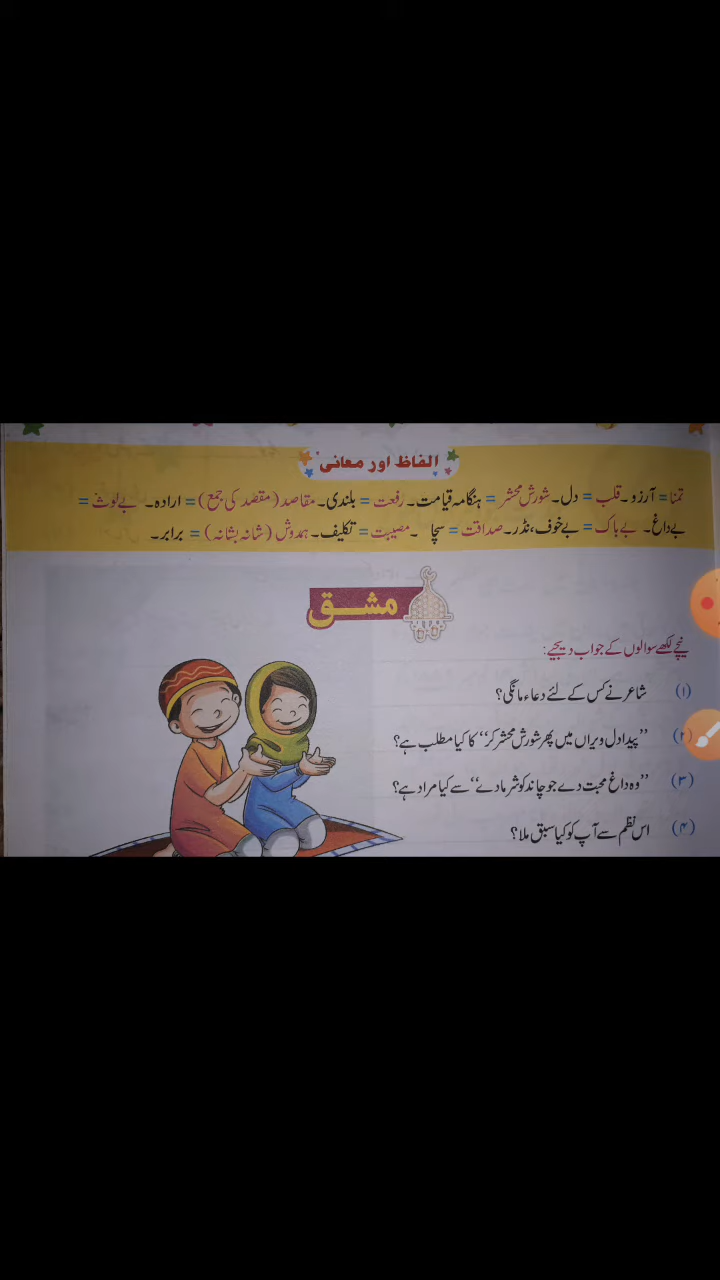 الفاظ اور معانی
تمنا = آرزو۔ قلب = دل۔ شورش محشر = ہنگامہ قیامت۔ رفعت = بلندی۔ مقاصد (مقصد کی جمع) = ارادہ۔ بے لوث =
بے داغ۔ بے باک = بے خوف، نڈر۔ صداقت = سچا۔ مصیبت = تکلیف۔ ہمدوش (شانہ بشانہ) = برابر۔
مشق
نیچے لکھے سوالوں کے جواب دیجیے:
(۱) شاعر نے کس کے لئے دعاء مانگی؟
(۲) ’’پیدا دل ویراں میں پھر شورش محشر کر‘‘ کا کیا مطلب ہے؟
(۳) ’’وہ داغ محبت دے جو چاند کو شرما دے‘‘ سے کیا مراد ہے؟
(۴) اس نظم سے آپ کو کیا سبق ملا؟